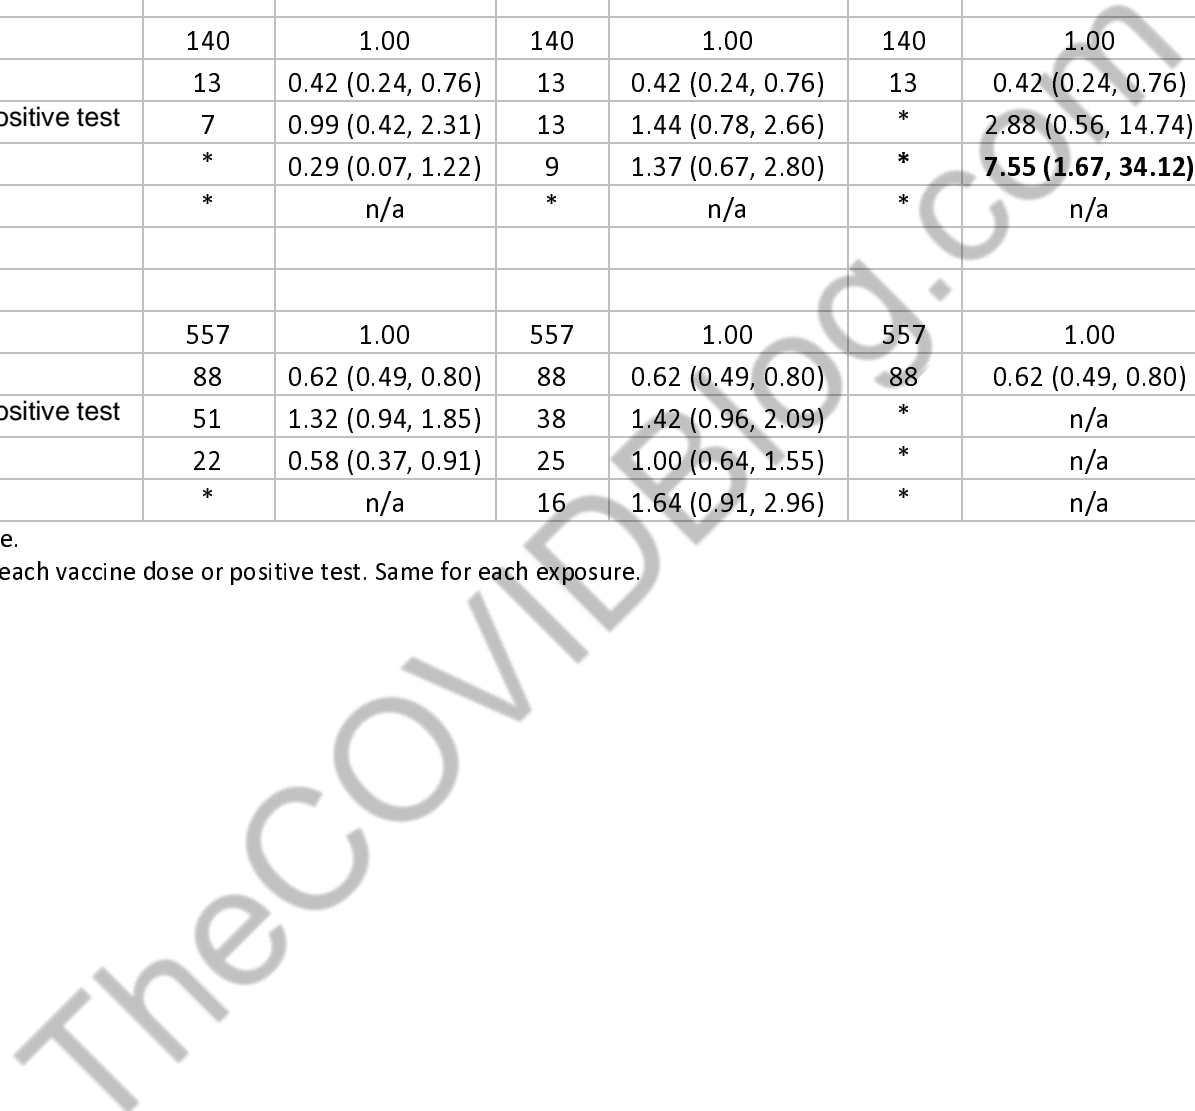 140 1.00 140 1.00 140 1.00
13 0.42 (0.24, 0.76) 13 0.42 (0.24, 0.76) 13 0.42 (0.24, 0.76)
ositive test 7 0.99 (0.42, 2.31) 13 1.44 (0.78, 2.66) * 2.88 (0.56, 14.74)
* 0.29 (0.07, 1.22) 9 1.37 (0.67, 2.80) * 7.55 (1.67, 34.12)
* n/a * n/a * n/a
557 1.00 557 1.00 557 1.00
88 0.62 (0.49, 0.80) 88 0.62 (0.49, 0.80) 88 0.62 (0.49, 0.80)
ositive test 51 1.32 (0.94, 1.85) 38 1.42 (0.96, 2.09) * n/a
22 0.58 (0.37, 0.91) 25 1.00 (0.64, 1.55) * n/a
* n/a 16 1.64 (0.91, 2.96) * n/a
e.
each vaccine dose or positive test. Same for each exposure.
TheCOVIDBlog.com